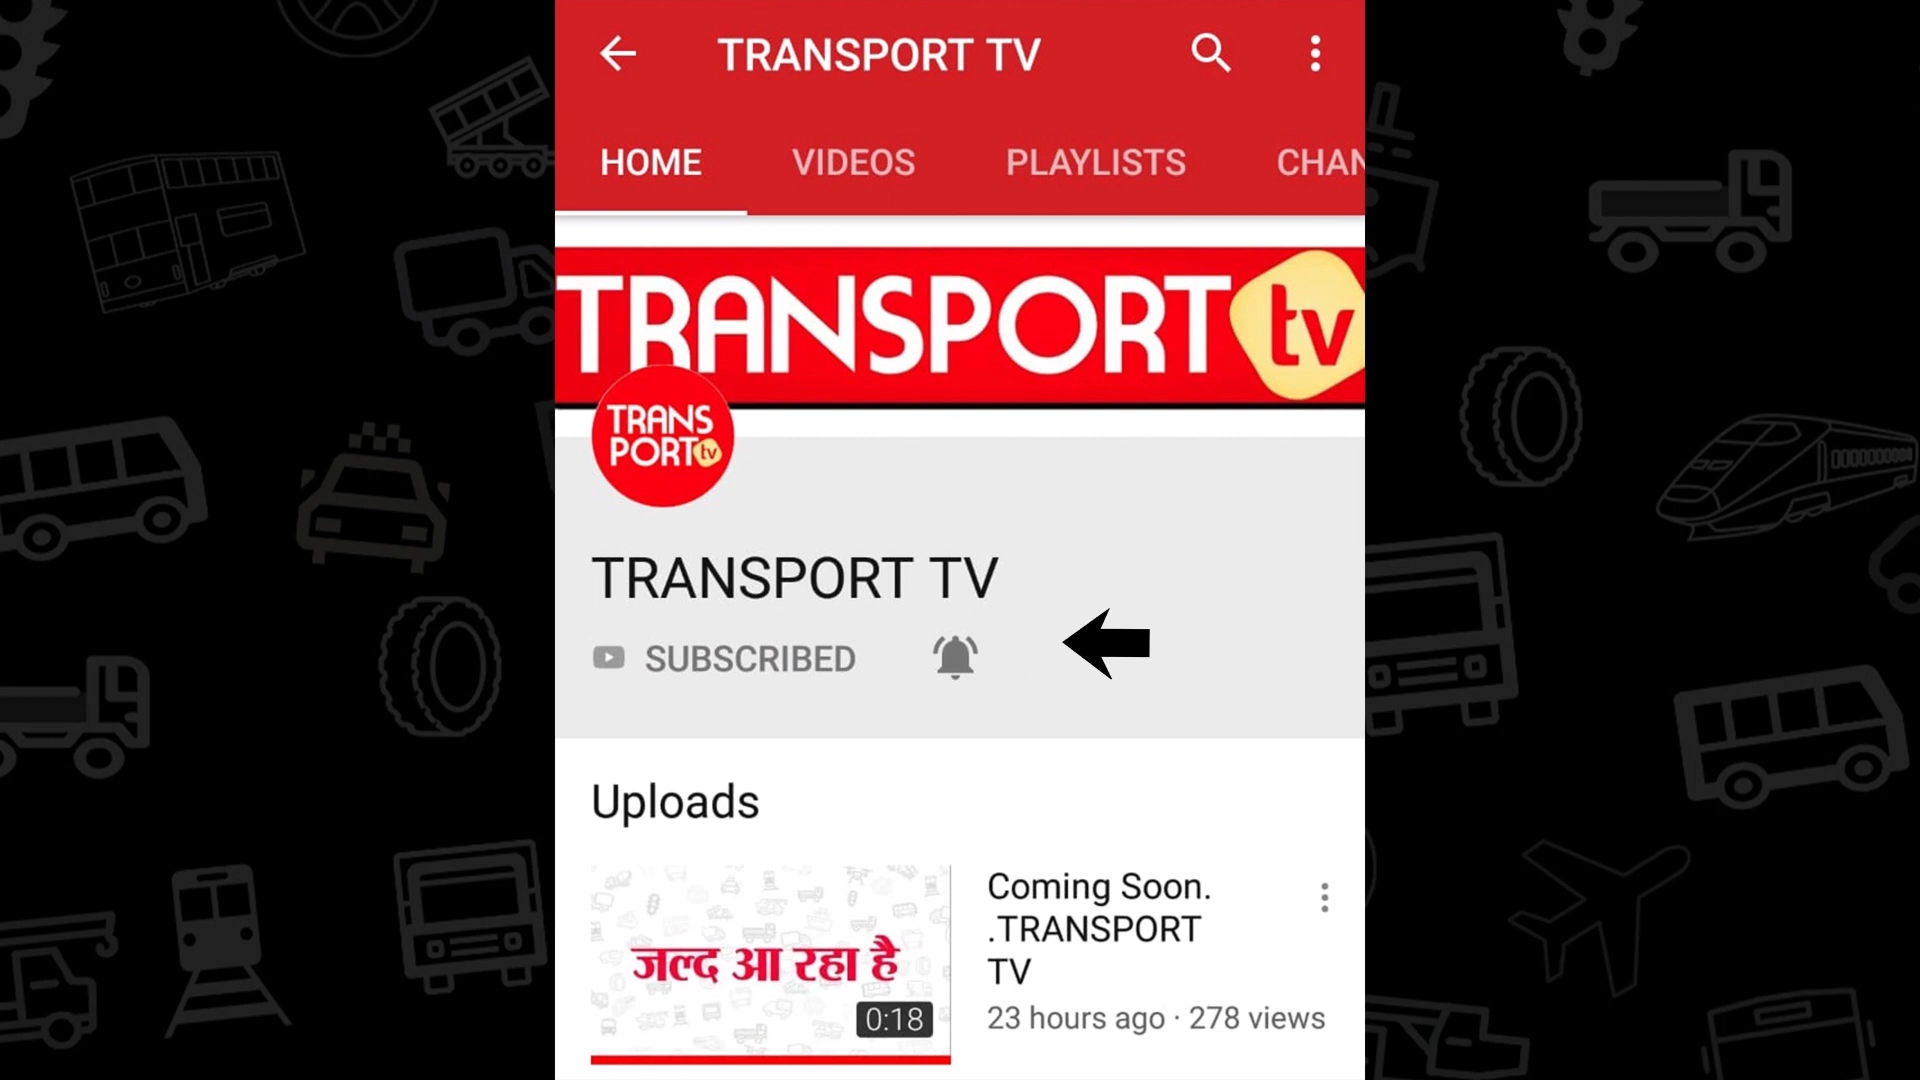 TRANSPORT TV
HOME VIDEOS PLAYLISTS CHAN
TRANSPORT tv
TRANS
PORT tv
TRANSPORT TV
SUBSCRIBED
Uploads
जल्द आ रहा है
0:18
Coming Soon.
.TRANSPORT
TV
23 hours ago · 278 views